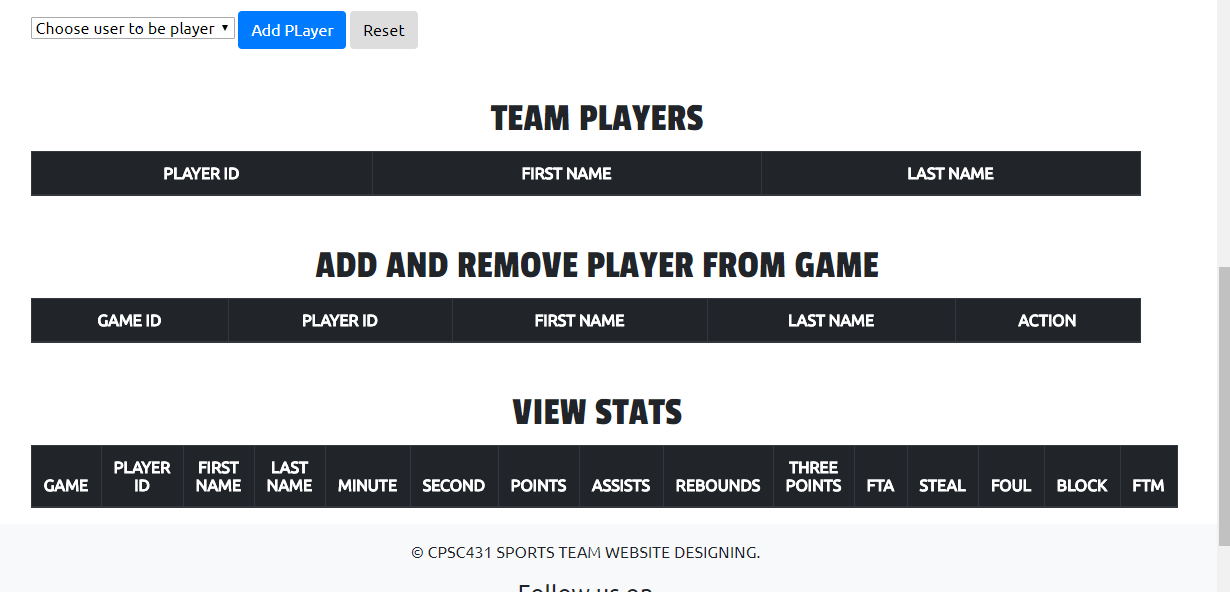 Choose user to be player Add PLayer Reset
TEAM PLAYERS
PLAYER ID FIRST NAME LAST NAME
ADD AND REMOVE PLAYER FROM GAME
GAME ID PLAYER ID FIRST NAME LAST NAME ACTION
VIEW STATS
GAME PLAYER ID FIRST NAME LAST NAME MINUTE SECOND POINTS ASSISTS REBOUNDS THREE POINTS FTA STEAL FOUL BLOCK FTM
© CPSC431 SPORTS TEAM WEBSITE DESIGNING.
Follow us on